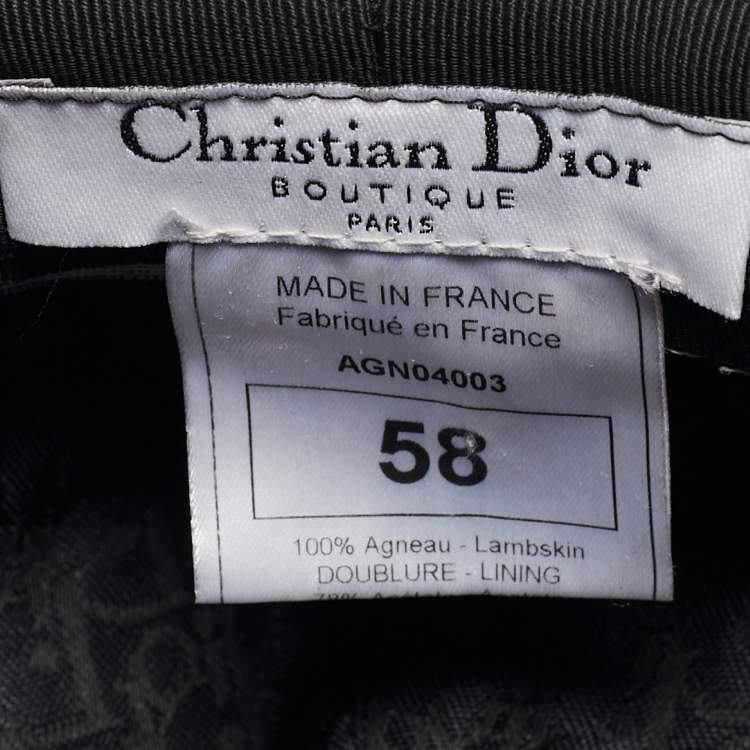 Christian Dior
BOUTIQUE
PARIS
MADE IN FRANCE
Fabriqué en France
AGN04003
58
100% Agneau - Lambskin
DOUBLURE - LINING